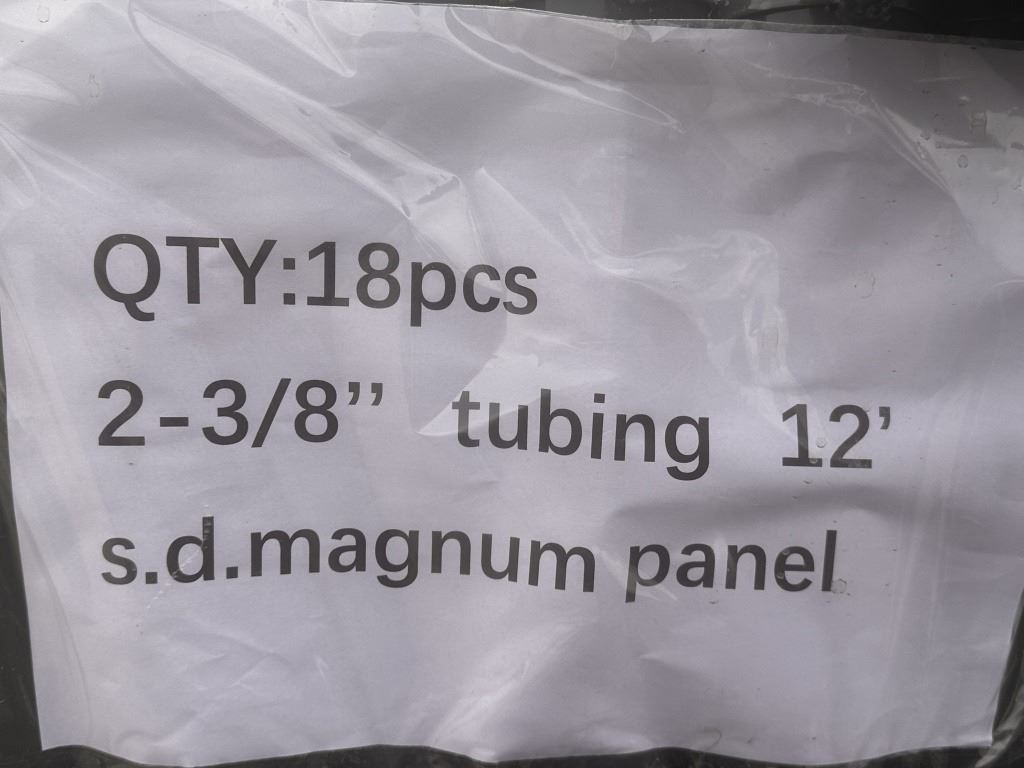 QTY:18pcs
2-3/8” tubing 12’
s.d.magnum panel